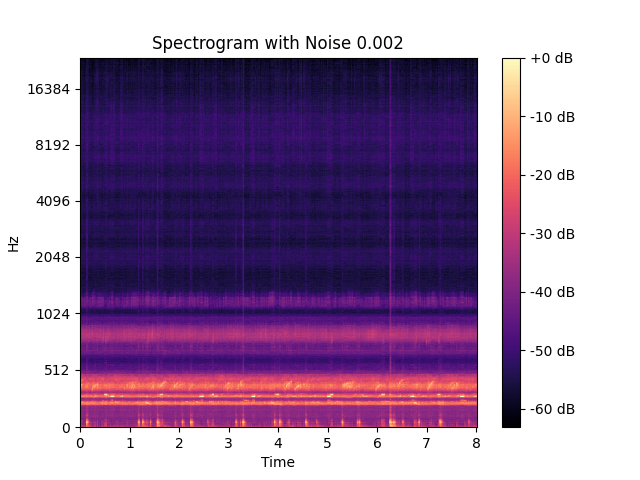 Spectrogram with Noise 0.002
+0 dB
16384
-10 dB
8192
-20 dB
4096
-30 dB
Hz
2048
-40 dB
1024
-50 dB
512
-60 dB
0
0 1 2 3 4 5 6 7 8
Time